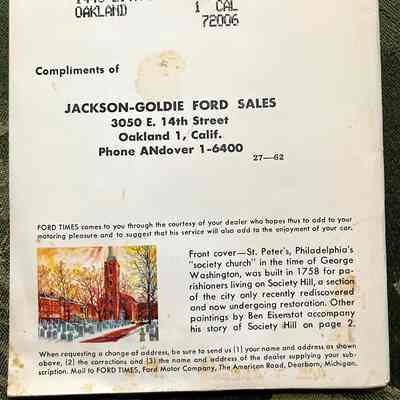 OAKLAND 1 CAL
72006
Compliments of
JACKSON-GOLDIE FORD SALES
3050 E. 14th Street
Oakland 1, Calif.
Phone ANdover 1-6400
27—62
FORD TIMES comes to you through the courtesy of your dealer who hopes thus to add to your
motoring pleasure and to suggest that his service will also add to the enjoyment of your car.
Front cover—St. Peter's, Philadelphia's
"society church" in the time of George
Washington, was built in 1758 for pa-
rishioners living on Society Hill, a section
of the city only recently rediscovered
and now undergoing restoration. Other
paintings by Ben Eisenstat accompany
his story of Society Hill on page 2.
When requesting a change of address, be sure to send us (1) your name and address as shown
above, (2) the corrections and (3) the name and address of the dealer supplying your sub-
scription. Mail to FORD TIMES, Ford Motor Company, The American Road, Dearborn, Michigan.